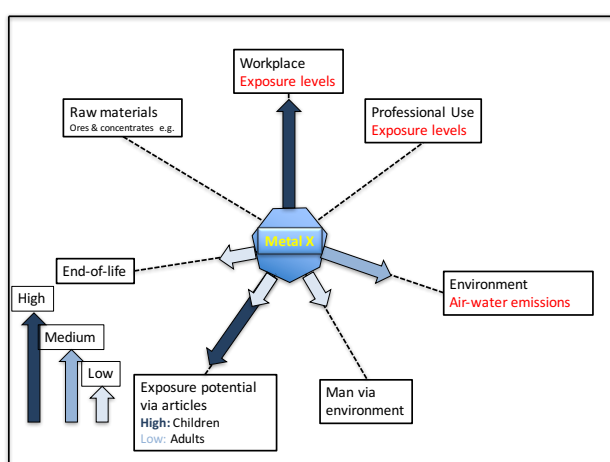 Workplace
Exposure levels
Raw materials
Ores & concentrates e.g.
Professional Use
Exposure levels
Metal X
End-of-life
Environment
Air-water emissions
High
Medium
Low
Exposure potential
via articles
High: Children
Low: Adults
Man via
environment